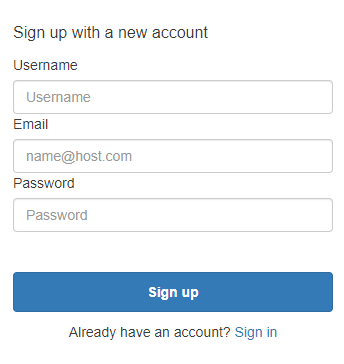 Sign up with a new account
Username
Username
Email
name@host.com
Password
Password
Sign up
Already have an account? Sign in